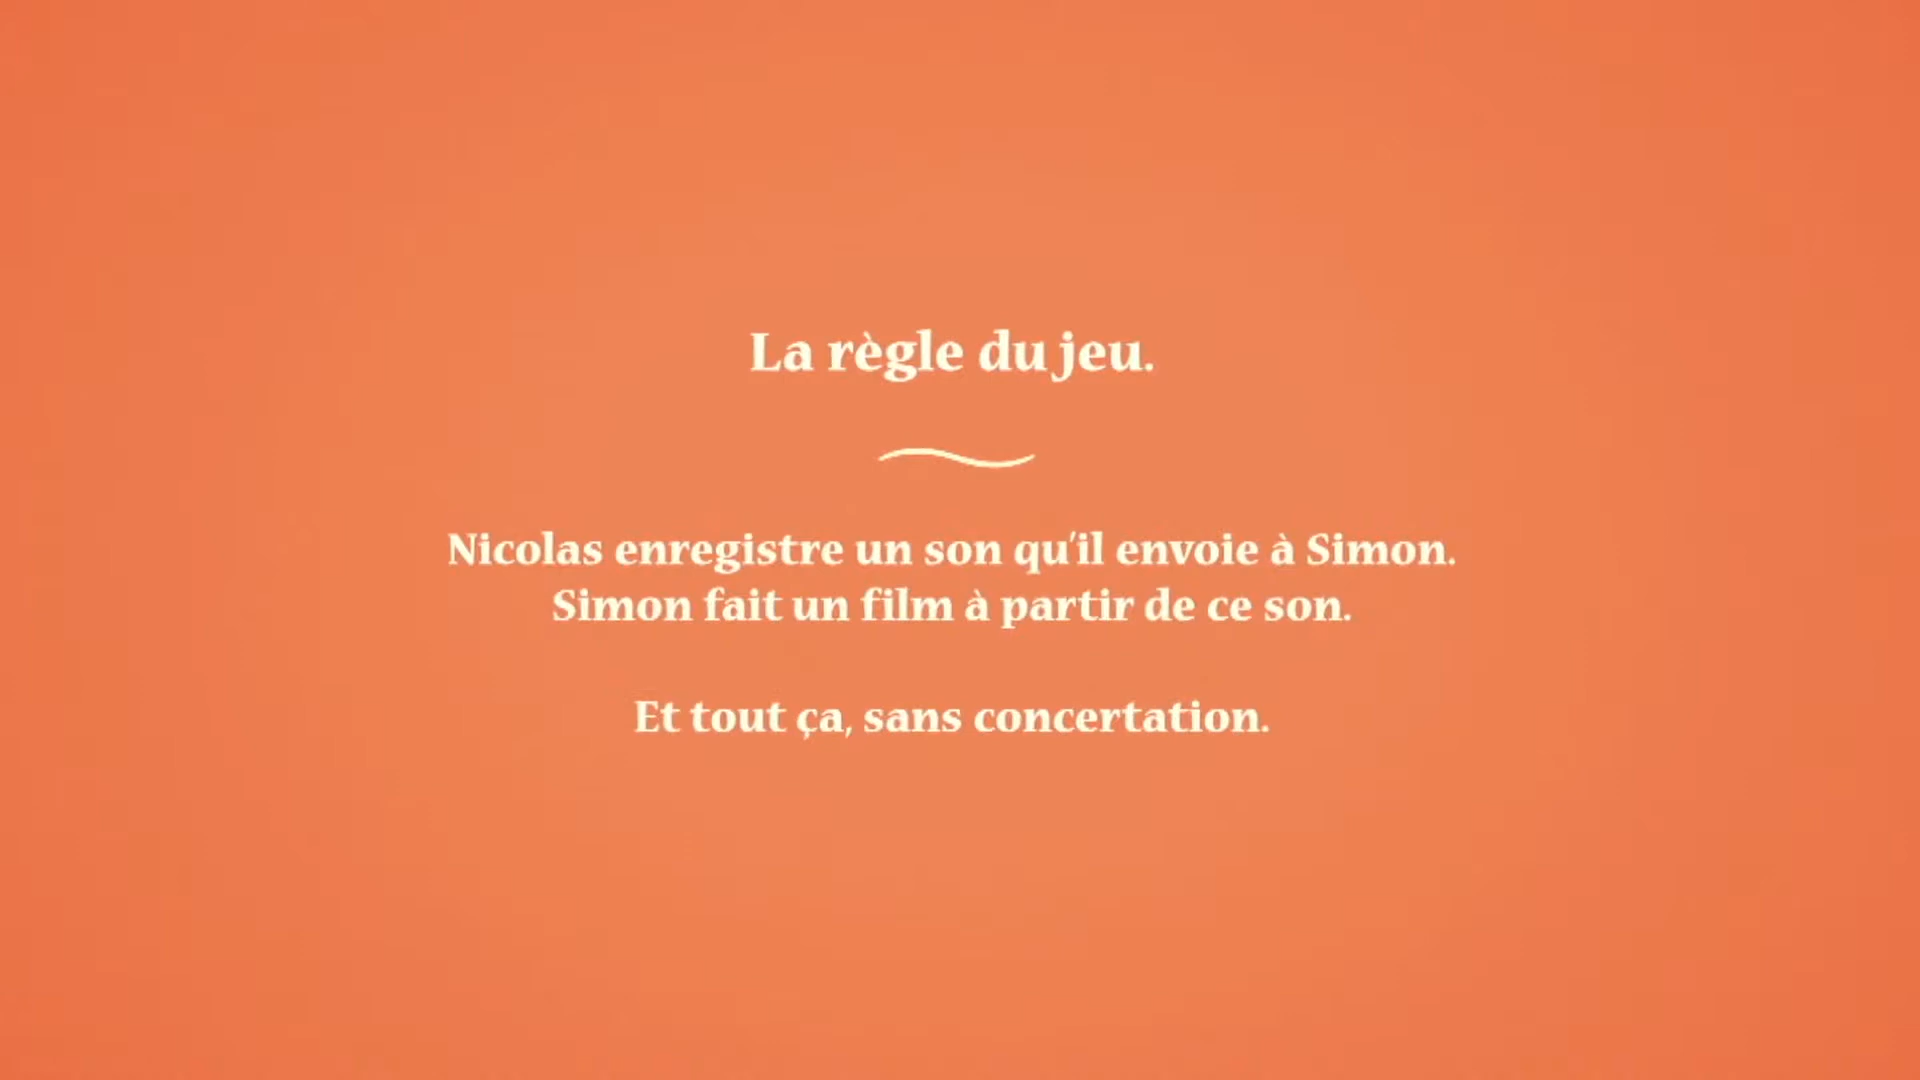 La règle du jeu.
Nicolas enregistre un son qu'il envoie à Simon.
Simon fait un film à partir de ce son.
Et tout ça, sans concertation.